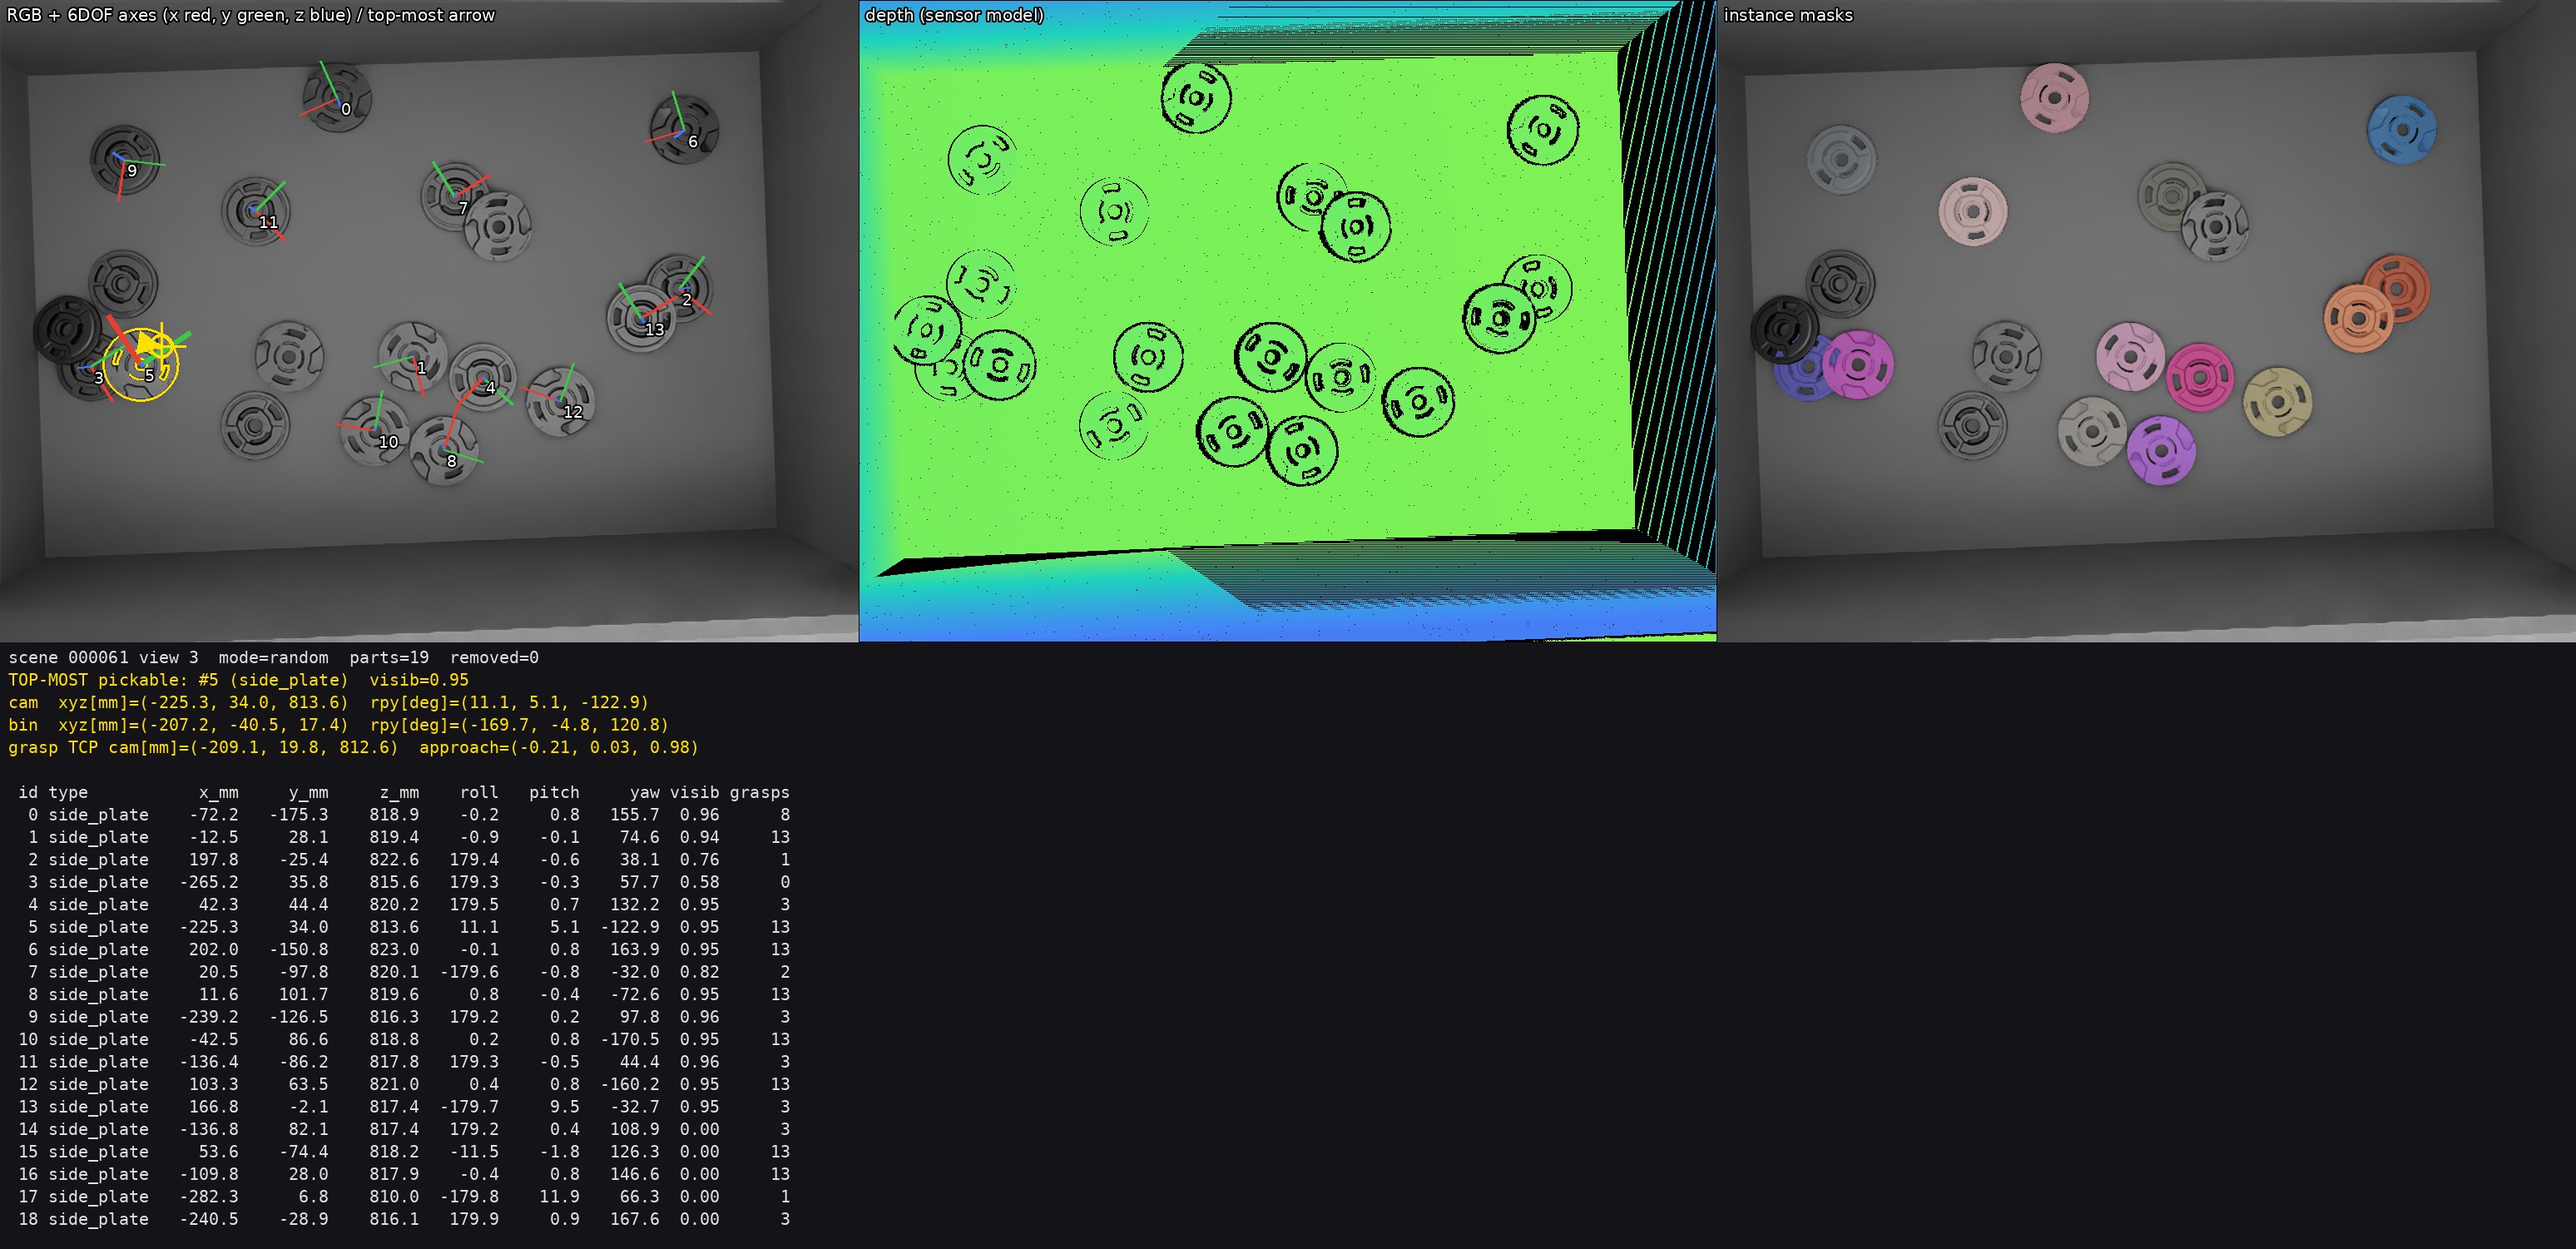 RGB + 6DOF axes (x red, y green, z blue) / top-most arrow
depth (sensor model)
instance masks
0
6
9
7
11
2
13
3
5
1
4
12
10
8
scene 000061 view 3  mode=random  parts=19  removed=0
TOP-MOST pickable: #5 (side_plate)  visib=0.95
cam  xyz[mm]=(-225.3, 34.0, 813.6)  rpy[deg]=(11.1, 5.1, -122.9)
bin  xyz[mm]=(-207.2, -40.5, 17.4)  rpy[deg]=(-169.7, -4.8, 120.8)
grasp TCP cam[mm]=(-209.1, 19.8, 812.6)  approach=(-0.21, 0.03, 0.98)
id type x_mm y_mm z_mm roll pitch yaw visib grasps
0 side_plate -72.2 -175.3 818.9 -0.2 0.8 155.7 0.96 8
1 side_plate -12.5 28.1 819.4 -0.9 -0.1 74.6 0.94 13
2 side_plate 197.8 -25.4 822.6 179.4 -0.6 38.1 0.76 1
3 side_plate -265.2 35.8 815.6 179.3 -0.3 57.7 0.58 0
4 side_plate 42.3 44.4 820.2 179.5 0.7 132.2 0.95 3
5 side_plate -225.3 34.0 813.6 11.1 5.1 -122.9 0.95 13
6 side_plate 202.0 -150.8 823.0 -0.1 0.8 163.9 0.95 13
7 side_plate 20.5 -97.8 820.1 -179.6 -0.8 -32.0 0.82 2
8 side_plate 11.6 101.7 819.6 0.8 -0.4 -72.6 0.95 13
9 side_plate -239.2 -126.5 816.3 179.2 0.2 97.8 0.96 3
10 side_plate -42.5 86.6 818.8 0.2 0.8 -170.5 0.95 13
11 side_plate -136.4 -86.2 817.8 179.3 -0.5 44.4 0.96 3
12 side_plate 103.3 63.5 821.0 0.4 0.8 -160.2 0.95 13
13 side_plate 166.8 -2.1 817.4 -179.7 9.5 -32.7 0.95 3
14 side_plate -136.8 82.1 817.4 179.2 0.4 108.9 0.00 3
15 side_plate 53.6 -74.4 818.2 -11.5 -1.8 126.3 0.00 13
16 side_plate -109.8 28.0 817.9 -0.4 0.8 146.6 0.00 13
17 side_plate -282.3 6.8 810.0 -179.8 11.9 66.3 0.00 1
18 side_plate -240.5 -28.9 816.1 179.9 0.9 167.6 0.00 3